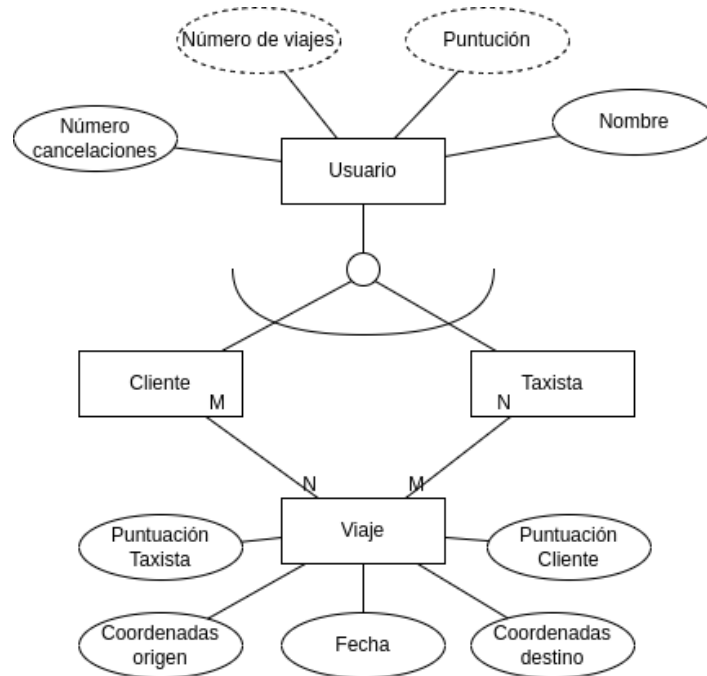 Número de viajes
Puntución
Número
cancelaciones
Nombre
Usuario
Cliente
Taxista
M
N
N
M
Viaje
Puntuación
Taxista
Puntuación
Cliente
Coordenadas
origen
Fecha
Coordenadas
destino